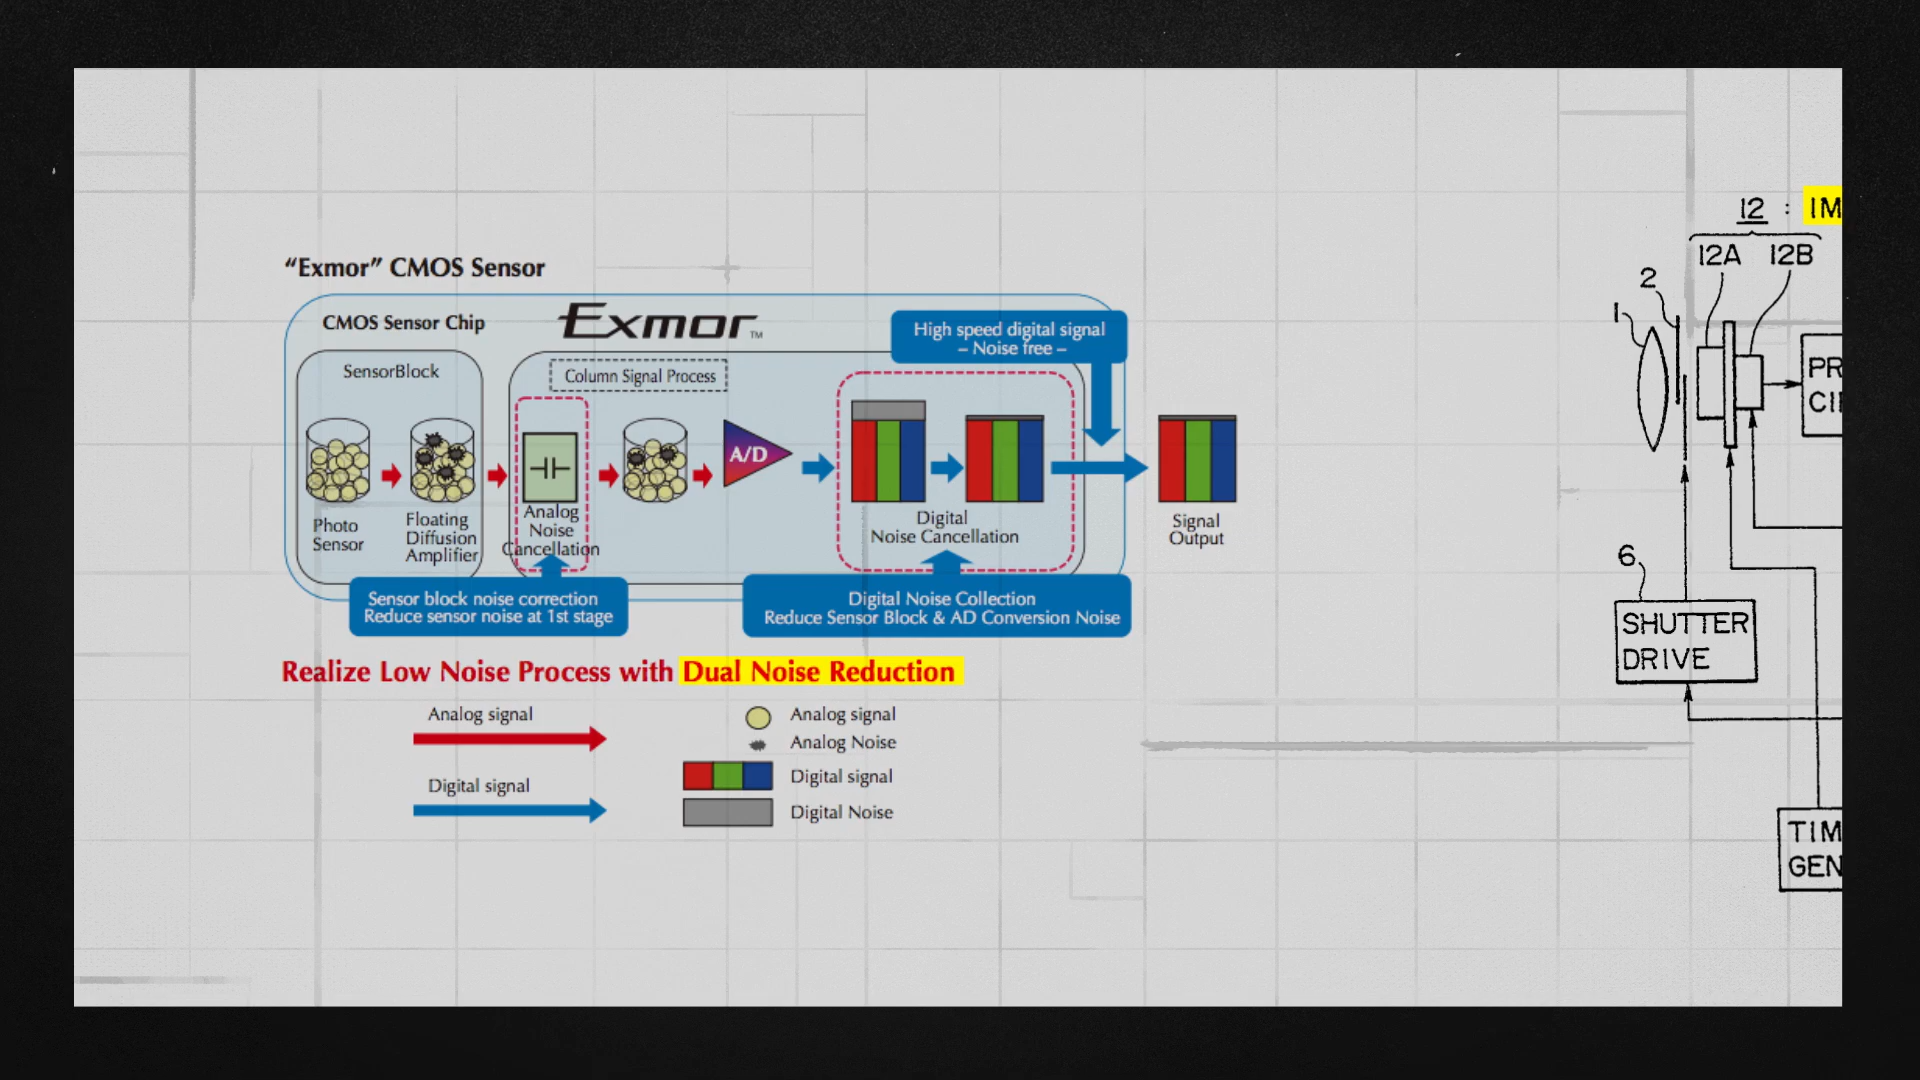 “Exmor” CMOS Sensor
CMOS Sensor Chip
Exmor TM
High speed digital signal
– Noise free –
SensorBlock
Column Signal Process
A/D
Photo
Sensor
Floating
Diffusion
Amplifier
Analog
Noise
Cancellation
Digital
Noise Cancellation
Signal
Output
Sensor block noise correction
Reduce sensor noise at 1st stage
Digital Noise Collection
Reduce Sensor Block & AD Conversion Noise
Realize Low Noise Process with Dual Noise Reduction
Analog signal
Digital signal
Analog signal
Analog Noise
Digital signal
Digital Noise
12 : IM
12A 12B
2
1
PR
CI
6
SHUTTER
DRIVE
TIM
GEN